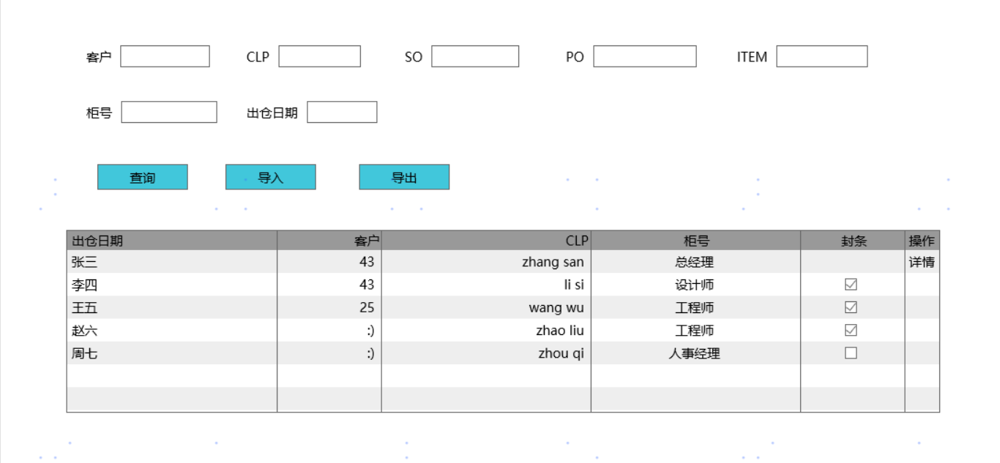 客户 CLP SO PO ITEM
柜号 出仓日期
查询 导入 导出
出仓日期 客户 CLP 柜号 封条 操作
张三 43 zhang san 总经理 详情
李四 43 li si 设计师
王五 25 wang wu 工程师
赵六 :) zhao liu 工程师
周七 :) zhou qi 人事经理